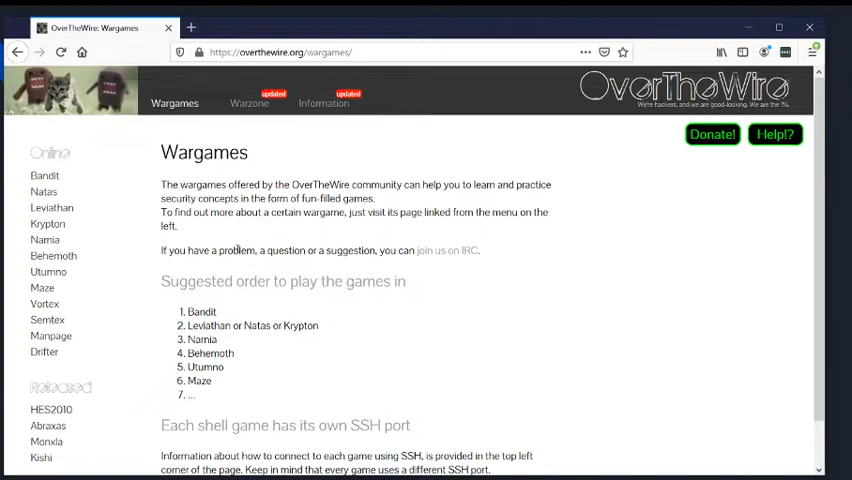 OverTheWire: Wargames
https://overthewire.org/wargames/
Wargames
Warzone
updated
Information
updated
OverTheWire
We're hackers, and we are good-looking. We are the 1%.
Donate!
Help!?
Online
Bandit
Natas
Leviathan
Krypton
Narnia
Behemoth
Utumno
Maze
Vortex
Semtex
Manpage
Drifter
Released
HES2010
Abraxas
Monxla
Kishi
Wargames
The wargames offered by the OverTheWire community can help you to learn and practice
security concepts in the form of fun-filled games.
To find out more about a certain wargame, just visit its page linked from the menu on the
left.
If you have a problem, a question or a suggestion, you can join us on IRC.
Suggested order to play the games in
1. Bandit
2. Leviathan or Natas or Krypton
3. Narnia
4. Behemoth
5. Utumno
6. Maze
7. ...
Each shell game has its own SSH port
Information about how to connect to each game using SSH, is provided in the top left
corner of the page. Keep in mind that every game uses a different SSH port.